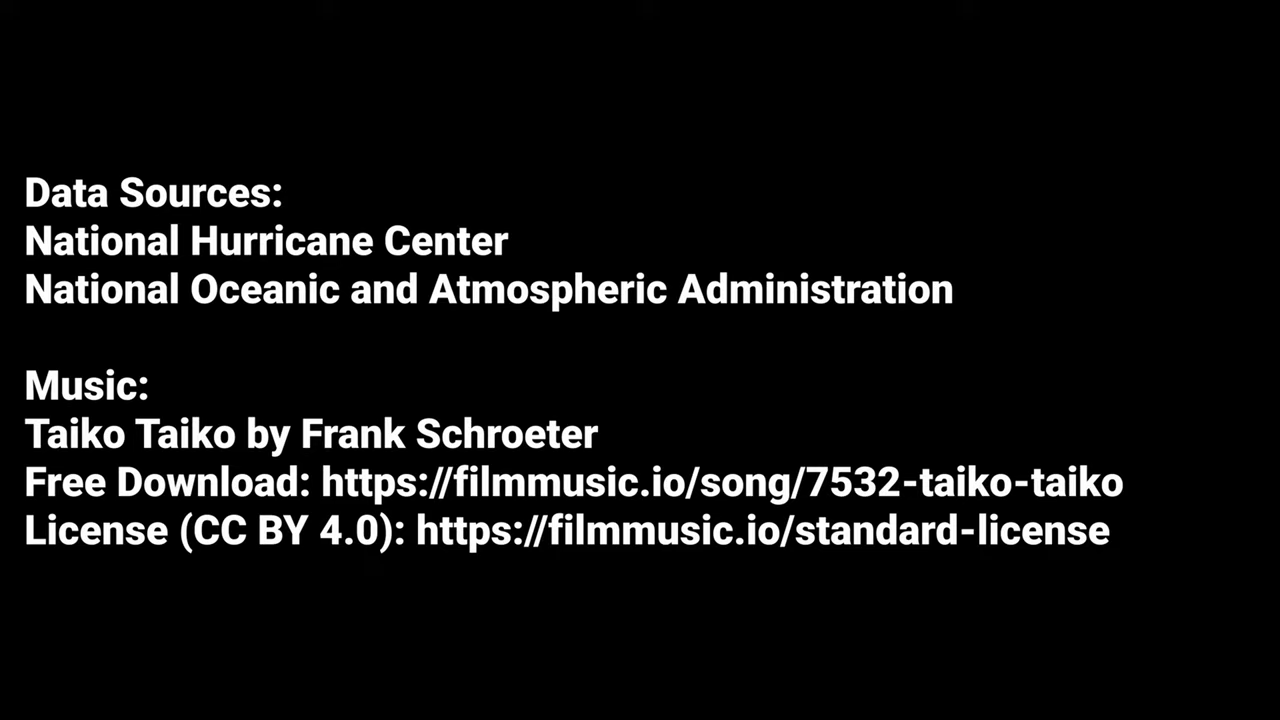 Data Sources:
National Hurricane Center
National Oceanic and Atmospheric Administration
Music:
Taiko Taiko by Frank Schroeter
Free Download: https://filmmusic.io/song/7532-taiko-taiko
License (CC BY 4.0): https://filmmusic.io/standard-license